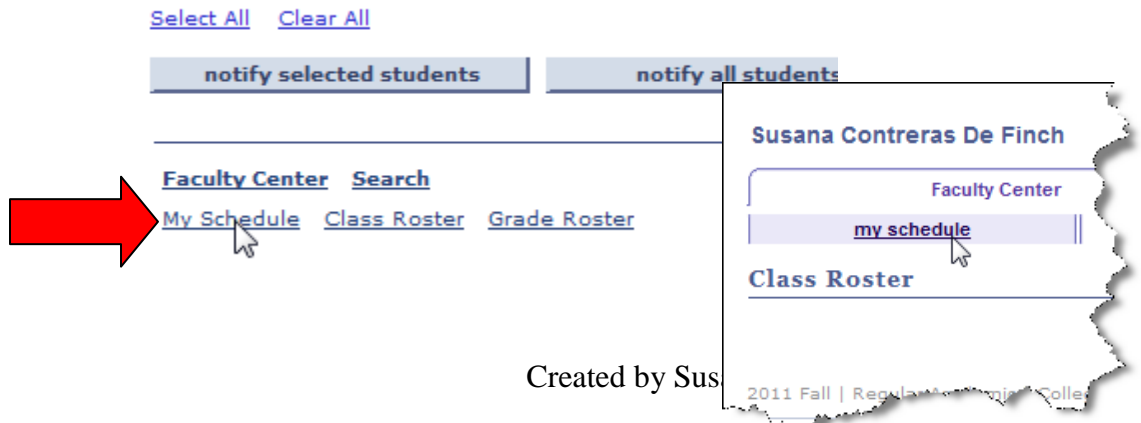 Select All Clear All
notify selected students notify all students
Faculty Center Search
My Schedule Class Roster Grade Roster
Susana Contreras De Finch
Faculty Center
my schedule
Class Roster
2011 Fall | Regular
Created by